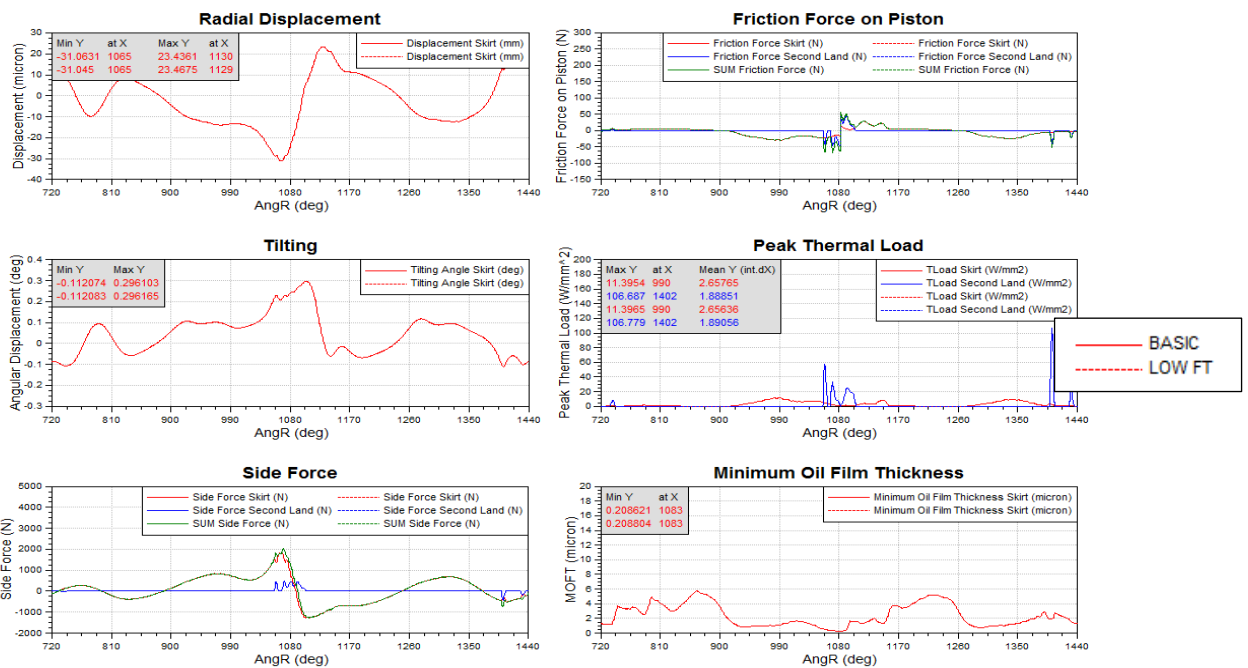 Radial Displacement
Displacement (micron)
30
20
10
0
-10
-20
-30
-40
Min Y at X Max Y at X
-31.0631 1065 23.4361 1130
-31.045 1065 23.4675 1129
Displacement Skirt (mm)
Displacement Skirt (mm)
720 810 900 990 1080 1170 1260 1350 1440
AngR (deg)
Friction Force on Piston
Friction Force on Piston (N)
300
250
200
150
100
50
0
-50
-100
-150
Friction Force Skirt (N) Friction Force Skirt (N)
Friction Force Second Land (N) Friction Force Second Land (N)
SUM Friction Force (N) SUM Friction Force (N)
720 810 900 990 1080 1170 1260 1350 1440
AngR (deg)
Tilting
Angular Displacement (deg)
0.4
0.3
0.2
0.1
0
-0.1
-0.2
-0.3
Min Y Max Y
-0.112074 0.296103
-0.112083 0.296165
Tilting Angle Skirt (deg)
Tilting Angle Skirt (deg)
720 810 900 990 1080 1170 1260 1350 1440
AngR (deg)
Peak Thermal Load
Peak Thermal Load (W/mm^2)
200
180
160
140
120
100
80
60
40
20
0
Max Y at X Mean Y (int.dX)
11.3954 990 2.65765
106.687 1402 1.88851
11.3965 990 2.65636
106.779 1402 1.89056
TLoad Skirt (W/mm2)
TLoad Second Land (W/mm2)
TLoad Skirt (W/mm2)
TLoad Second Land (W/mm2)
720 810 900 990 1080 1170 1260 1350 1440
AngR (deg)
BASIC
LOW FT
Side Force
Side Force (N)
5000
4000
3000
2000
1000
0
-1000
-2000
Side Force Skirt (N) Side Force Skirt (N)
Side Force Second Land (N) Side Force Second Land (N)
SUM Side Force (N) SUM Side Force (N)
720 810 900 990 1080 1170 1260 1350 1440
AngR (deg)
Minimum Oil Film Thickness
MOFT (micron)
20
18
16
14
12
10
8
6
4
2
0
Min Y at X
0.208621 1083
0.208804 1083
Minimum Oil Film Thickness Skirt (micron)
Minimum Oil Film Thickness Skirt (micron)
720 810 900 990 1080 1170 1260 1350 1440
AngR (deg)